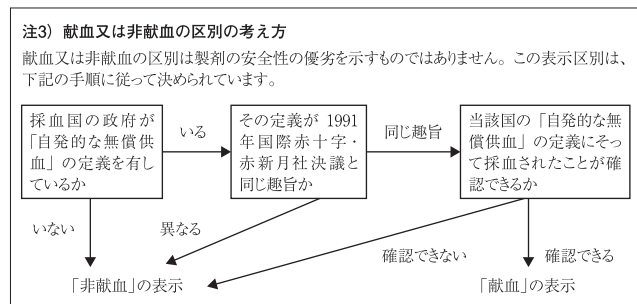 注3）献血又は非献血の区別の考え方
献血又は非献血の区別は製剤の安全性の優劣を示すものではありません。この表示区別は、
下記の手順に従って決められています。
採血国の政府が
「自発的な無償供
血」の定義を有し
ているか
いる
その定義が 1991
年国際赤十字・
赤新月社決議と
同じ趣旨か
同じ趣旨
当該国の「自発的な無
償供血」の定義にそっ
て採血されたことが確
認できるか
いない
異なる
確認できない
確認できる
「非献血」の表示
「献血」の表示